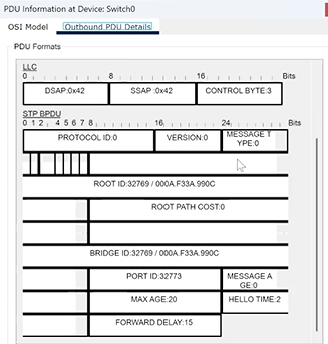 PDU Information at Device: Switch0
OSI Model Outbound PDU Details
PDU Formats
LLC
0 8 16 Bits
DSAP:0x42 SSAP:0x42 CONTROL BYTE:3
STP BPDU
0 1 2 4 5 6 7 8 16 24 Bits
PROTOCOL ID:0 VERSION:0 MESSAGE T
YPE:0
ROOT ID:32769 / 000A.F33A.990C
ROOT PATH COST:0
BRIDGE ID:32769 / 000A.F33A.990C
PORT ID:32773 MESSAGE A
GE:0
MAX AGE:20 HELLO TIME:2
FORWARD DELAY:15